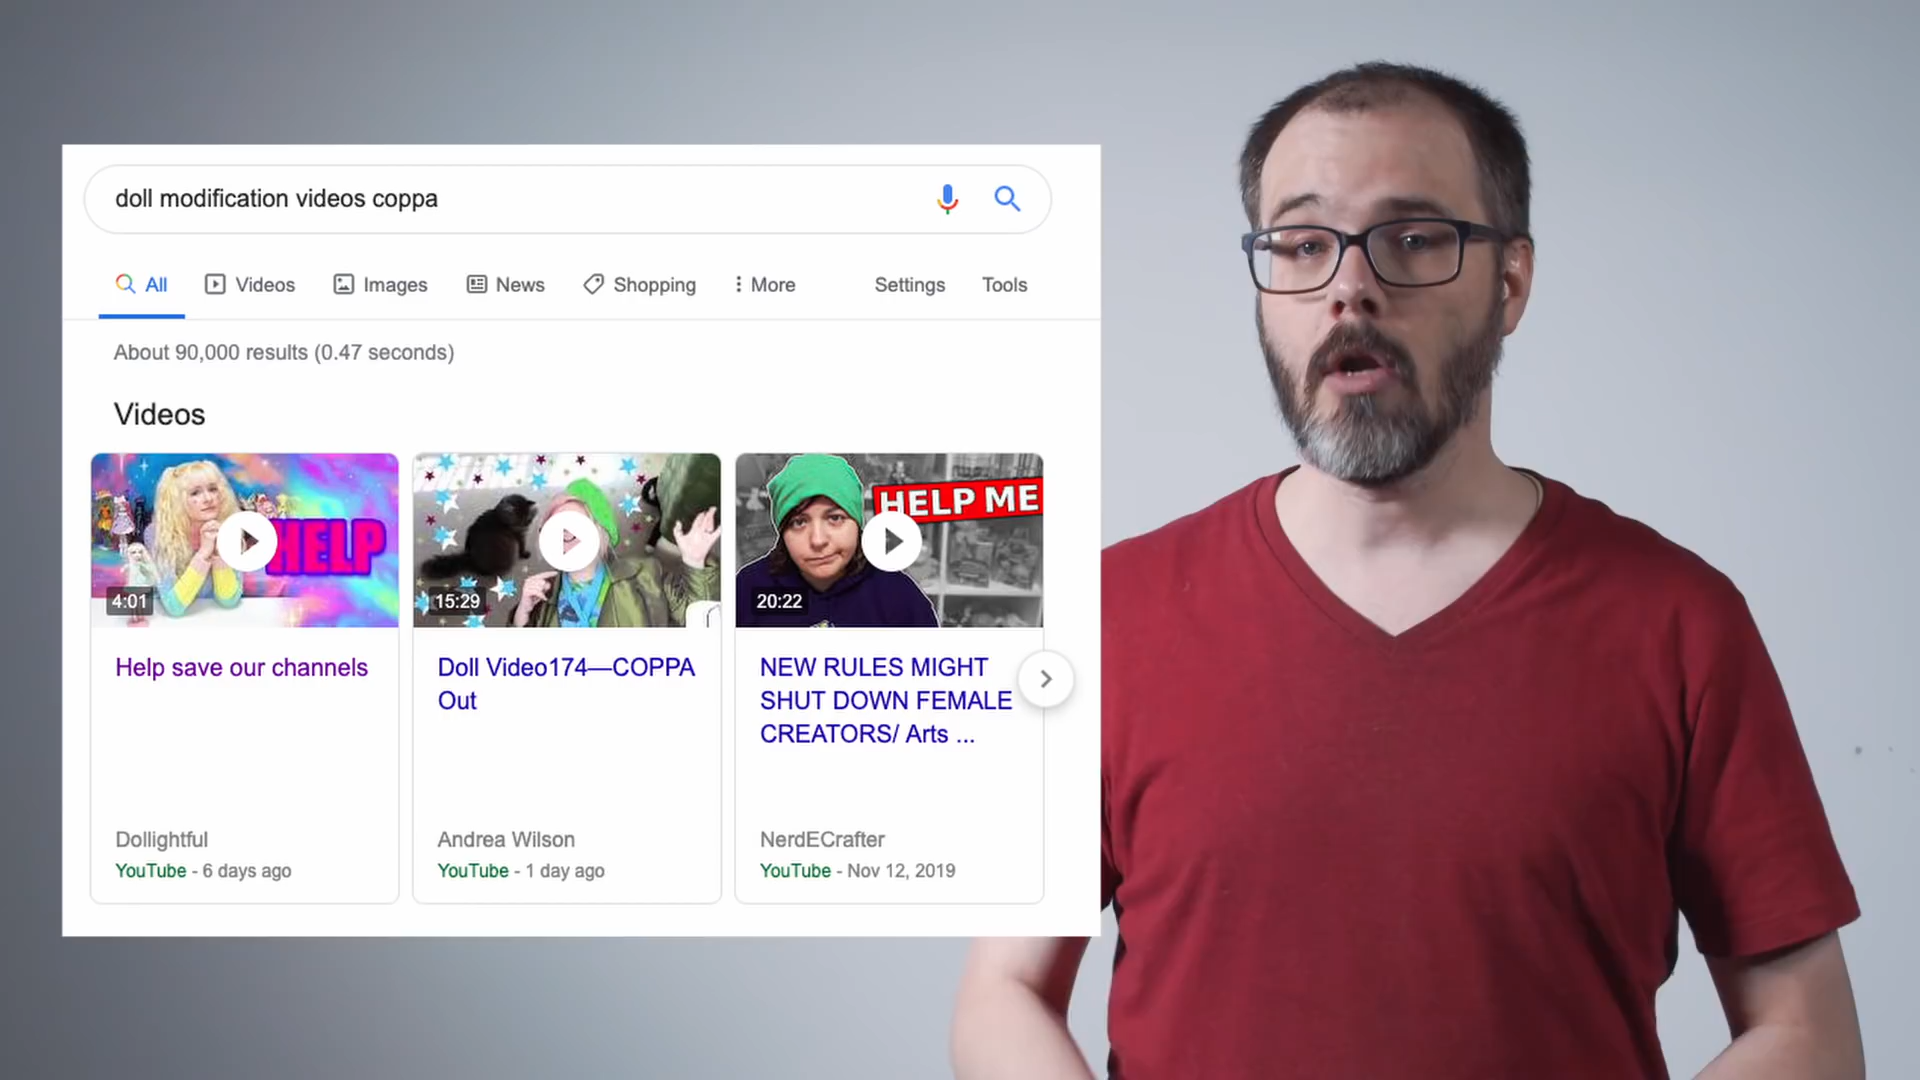 doll modification videos coppa
All Videos Images News Shopping More Settings Tools
About 90,000 results (0.47 seconds)
Videos
HELP
4:01
15:29
HELP ME
20:22
Help save our channels
Doll Video174—COPPA
Out
NEW RULES MIGHT
SHUT DOWN FEMALE
CREATORS/ Arts ...
Dollightful
YouTube - 6 days ago
Andrea Wilson
YouTube - 1 day ago
NerdECrafter
YouTube - Nov 12, 2019